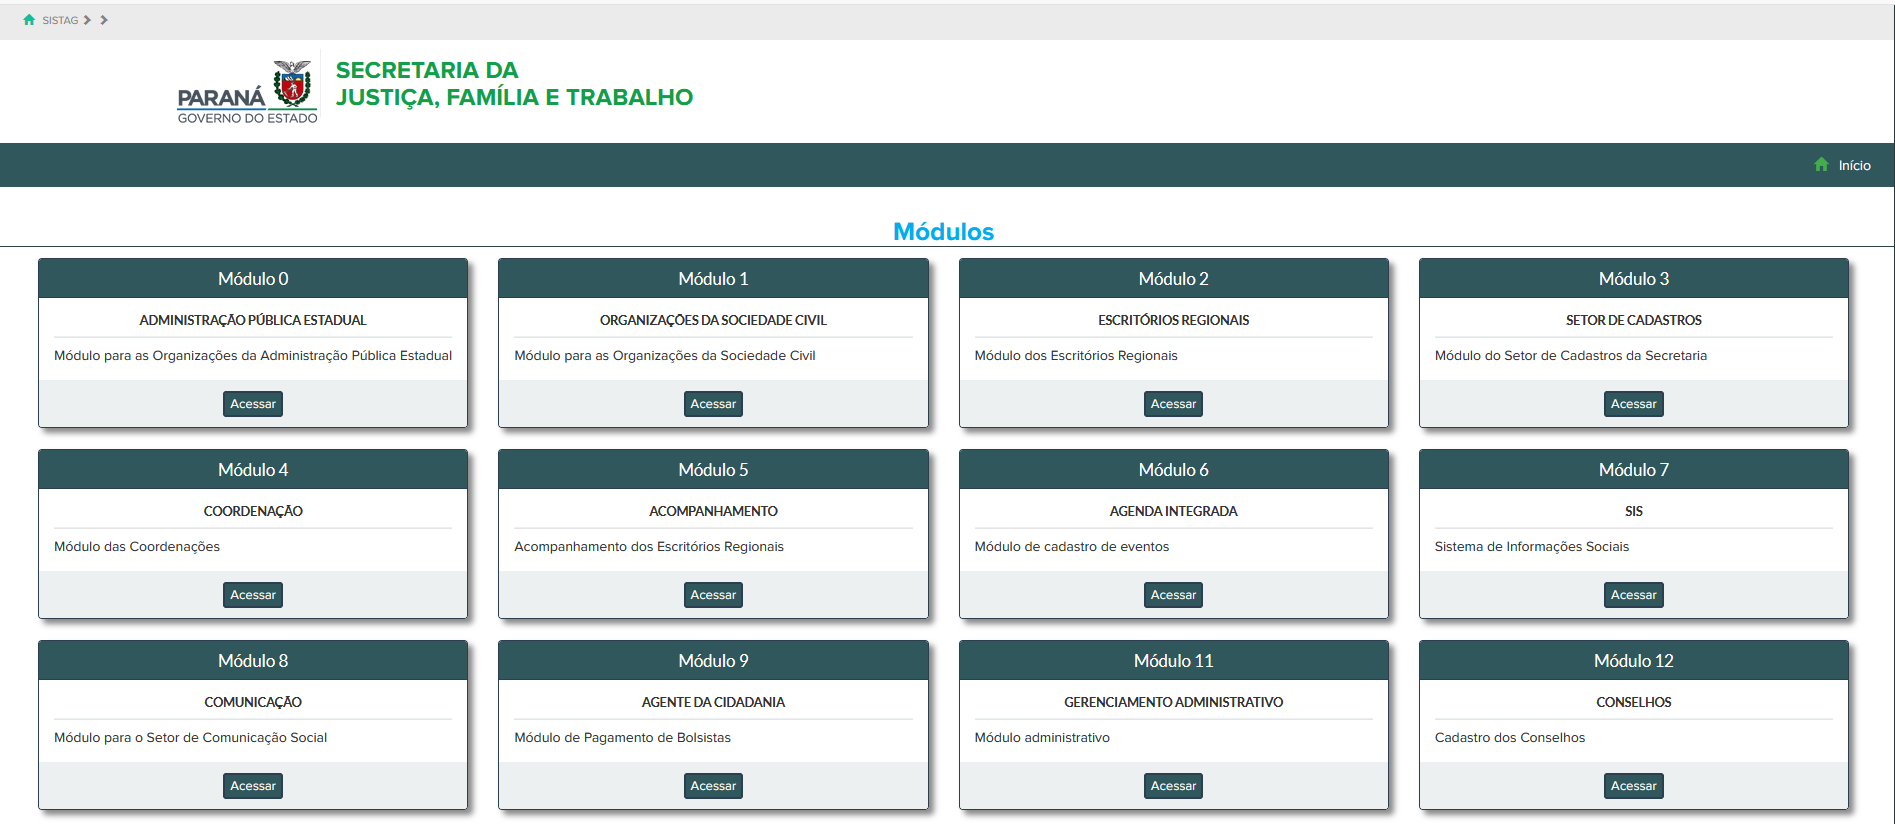 SISTAG
PARANÁ
GOVERNO DO ESTADO
SECRETARIA DA
JUSTIÇA, FAMÍLIA E TRABALHO
Início
Módulos
Módulo 0
ADMINISTRAÇÃO PÚBLICA ESTADUAL
Módulo para as Organizações da Administração Pública Estadual
Acessar
Módulo 1
ORGANIZAÇÕES DA SOCIEDADE CIVIL
Módulo para as Organizações da Sociedade Civil
Acessar
Módulo 2
ESCRITÓRIOS REGIONAIS
Módulo dos Escritórios Regionais
Acessar
Módulo 3
SETOR DE CADASTROS
Módulo do Setor de Cadastros da Secretaria
Acessar
Módulo 4
COORDENAÇÃO
Módulo das Coordenações
Acessar
Módulo 5
ACOMPANHAMENTO
Acompanhamento dos Escritórios Regionais
Acessar
Módulo 6
AGENDA INTEGRADA
Módulo de cadastro de eventos
Acessar
Módulo 7
SIS
Sistema de Informações Sociais
Acessar
Módulo 8
COMUNICAÇÃO
Módulo para o Setor de Comunicação Social
Acessar
Módulo 9
AGENTE DA CIDADANIA
Módulo de Pagamento de Bolsistas
Acessar
Módulo 11
GERENCIAMENTO ADMINISTRATIVO
Módulo administrativo
Acessar
Módulo 12
CONSELHOS
Cadastro dos Conselhos
Acessar